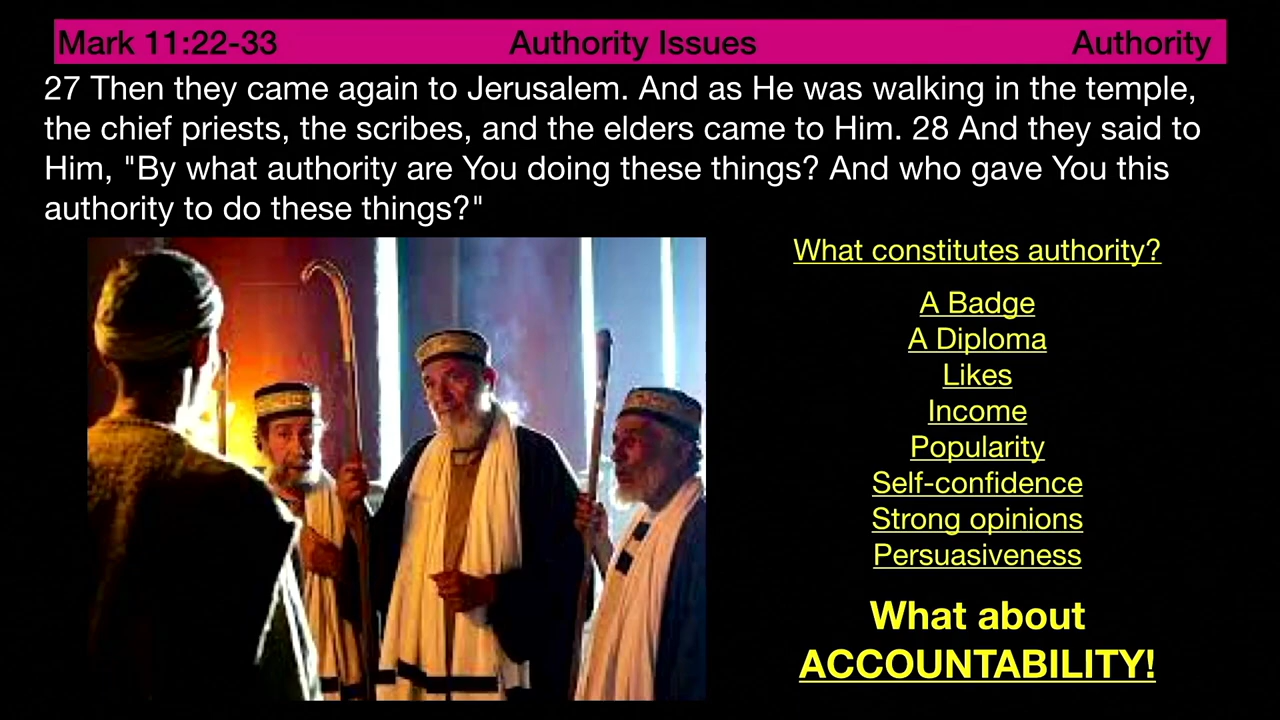 Mark 11:22-33 Authority Issues Authority
27 Then they came again to Jerusalem. And as He was walking in the temple,
the chief priests, the scribes, and the elders came to Him. 28 And they said to
Him, "By what authority are You doing these things? And who gave You this
authority to do these things?"
What constitutes authority?
A Badge
A Diploma
Likes
Income
Popularity
Self-confidence
Strong opinions
Persuasiveness
What about
ACCOUNTABILITY!